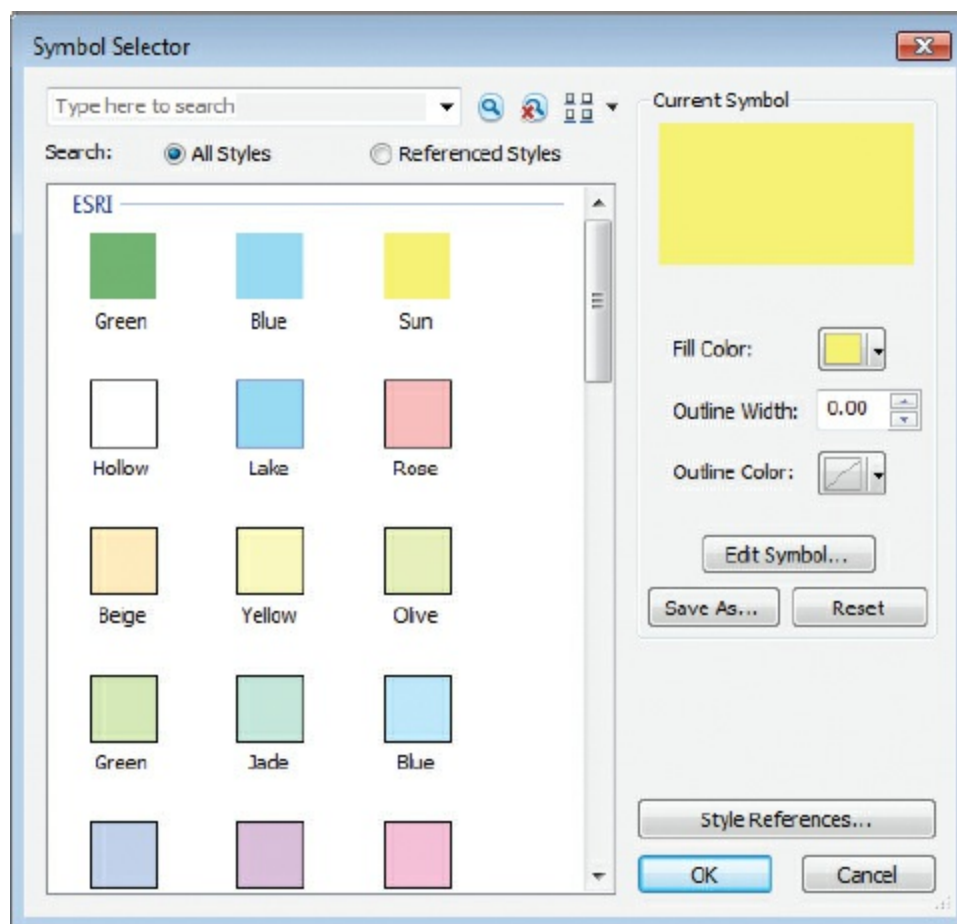 Symbol Selector
Type here to search
Search: All Styles Referenced Styles
ESRI
Green Blue Sun
Hollow Lake Rose
Beige Yellow Olive
Green Jade Blue
Current Symbol
Fill Color:
Outline Width: 0.00
Outline Color:
Edit Symbol...
Save As... Reset
Style References...
OK Cancel